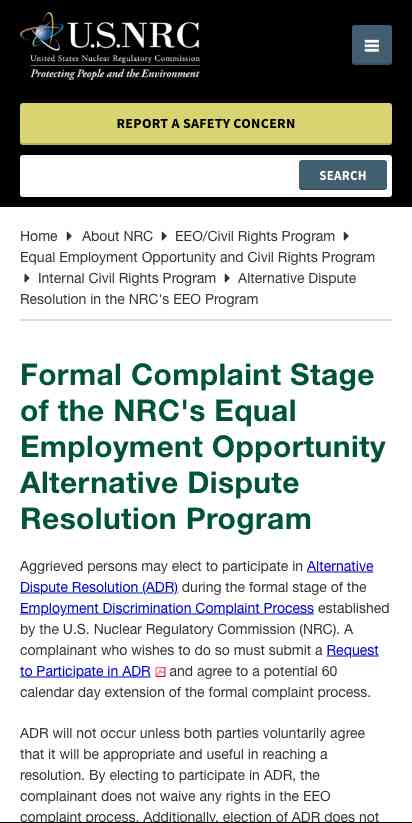 U.S.NRC
United States Nuclear Regulatory Commission
Protecting People and the Environment
REPORT A SAFETY CONCERN
SEARCH
Home About NRC EEO/Civil Rights Program
Equal Employment Opportunity and Civil Rights Program
Internal Civil Rights Program Alternative Dispute
Resolution in the NRC's EEO Program
Formal Complaint Stage
of the NRC's Equal
Employment Opportunity
Alternative Dispute
Resolution Program
Aggrieved persons may elect to participate in Alternative
Dispute Resolution (ADR) during the formal stage of the
Employment Discrimination Complaint Process established
by the U.S. Nuclear Regulatory Commission (NRC). A
complainant who wishes to do so must submit a Request
to Participate in ADR and agree to a potential 60
calendar day extension of the formal complaint process.
ADR will not occur unless both parties voluntarily agree
that it will be appropriate and useful in reaching a
resolution. By electing to participate in ADR, the
complainant does not waive any rights in the EEO
complaint process. Additionally, election of ADR does not